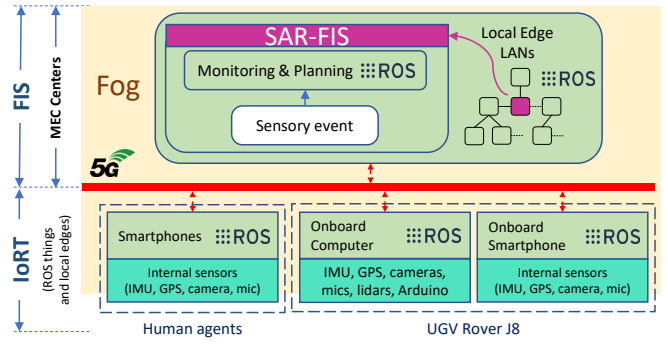 FIS
MEC Centers
Fog
SAR-FIS
Monitoring & Planning ROS
Sensory event
Local Edge
LANs
ROS
5G
IoRT
(ROS things
and local edges)
Smartphones ROS
Internal sensors
(IMU, GPS, camera, mic)
Human agents
Onboard
Computer ROS
IMU, GPS, cameras,
mics, lidars, Arduino
Onboard
Smartphone ROS
Internal sensors
(IMU, GPS, camera, mic)
UGV Rover J8